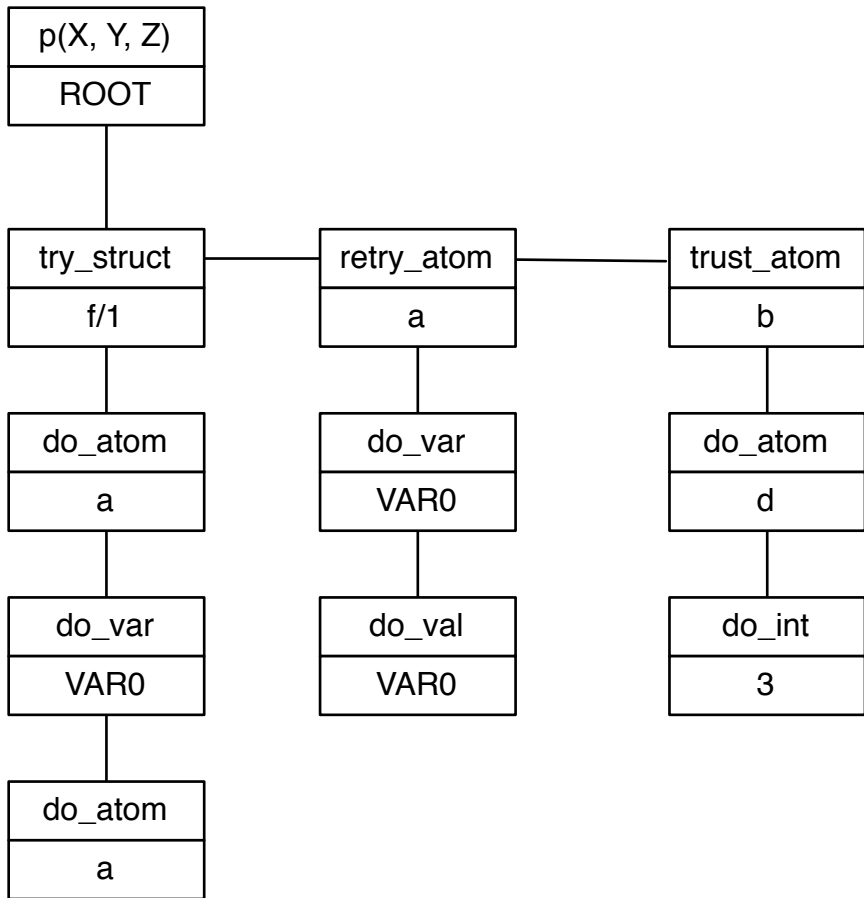 p(X, Y, Z)
ROOT
try_struct
f/1
retry_atom
a
trust_atom
b
do_atom
a
do_var
VAR0
do_atom
d
do_var
VAR0
do_val
VAR0
do_int
3
do_atom
a